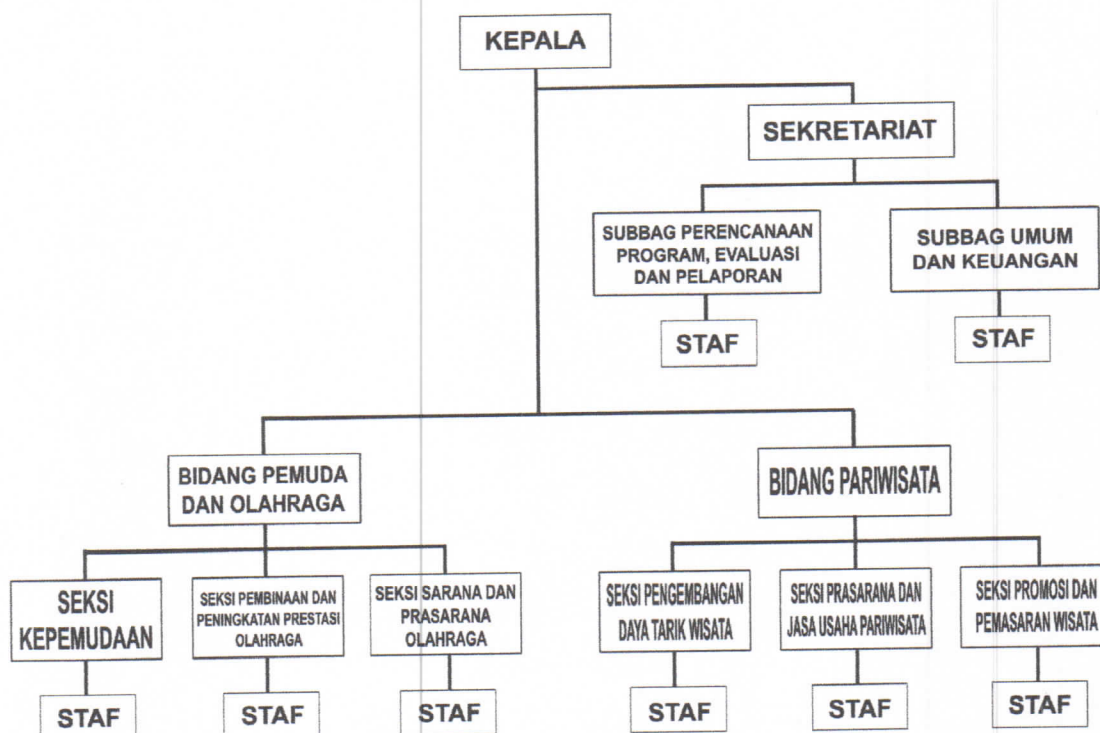 KEPALA
SEKRETARIAT
SUBBAG PERENCANAAN
PROGRAM, EVALUASI
DAN PELAPORAN
SUBBAG UMUM
DAN KEUANGAN
STAF
STAF
BIDANG PEMUDA
DAN OLAHRAGA
BIDANG PARIWISATA
SEKSI
KEPEMUDAAN
SEKSI PEMBINAAN DAN
PENINGKATAN PRESTASI
OLAHRAGA
SEKSI SARANA DAN
PRASARANA
OLAHRAGA
SEKSI PENGEMBANGAN
DAYA TARIK WISATA
SEKSI PRASARANA DAN
JASA USAHA PARIWISATA
SEKSI PROMOSI DAN
PEMASARAN WISATA
STAF
STAF
STAF
STAF
STAF
STAF